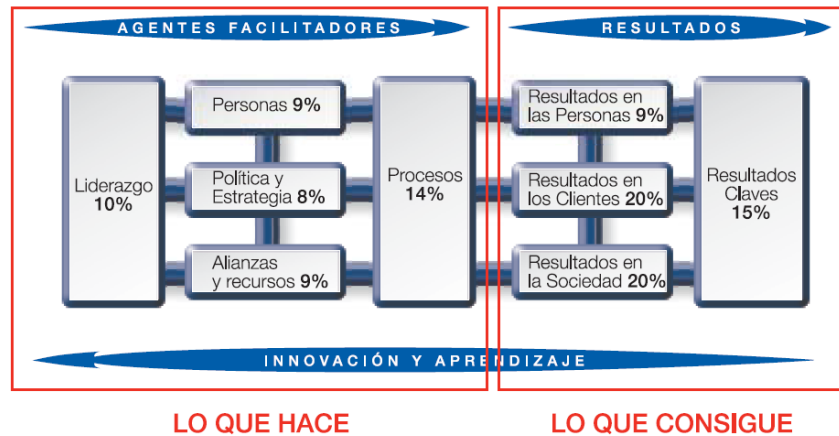 AGENTES FACILITADORES
RESULTADOS
Liderazgo
10%
Personas 9%
Política y
Estrategia 8%
Alianzas
y recursos 9%
Procesos
14%
Resultados en
las Personas 9%
Resultados en
los Clientes 20%
Resultados en
la Sociedad 20%
Resultados
Claves
15%
INNOVACIÓN Y APRENDIZAJE
LO QUE HACE
LO QUE CONSIGUE